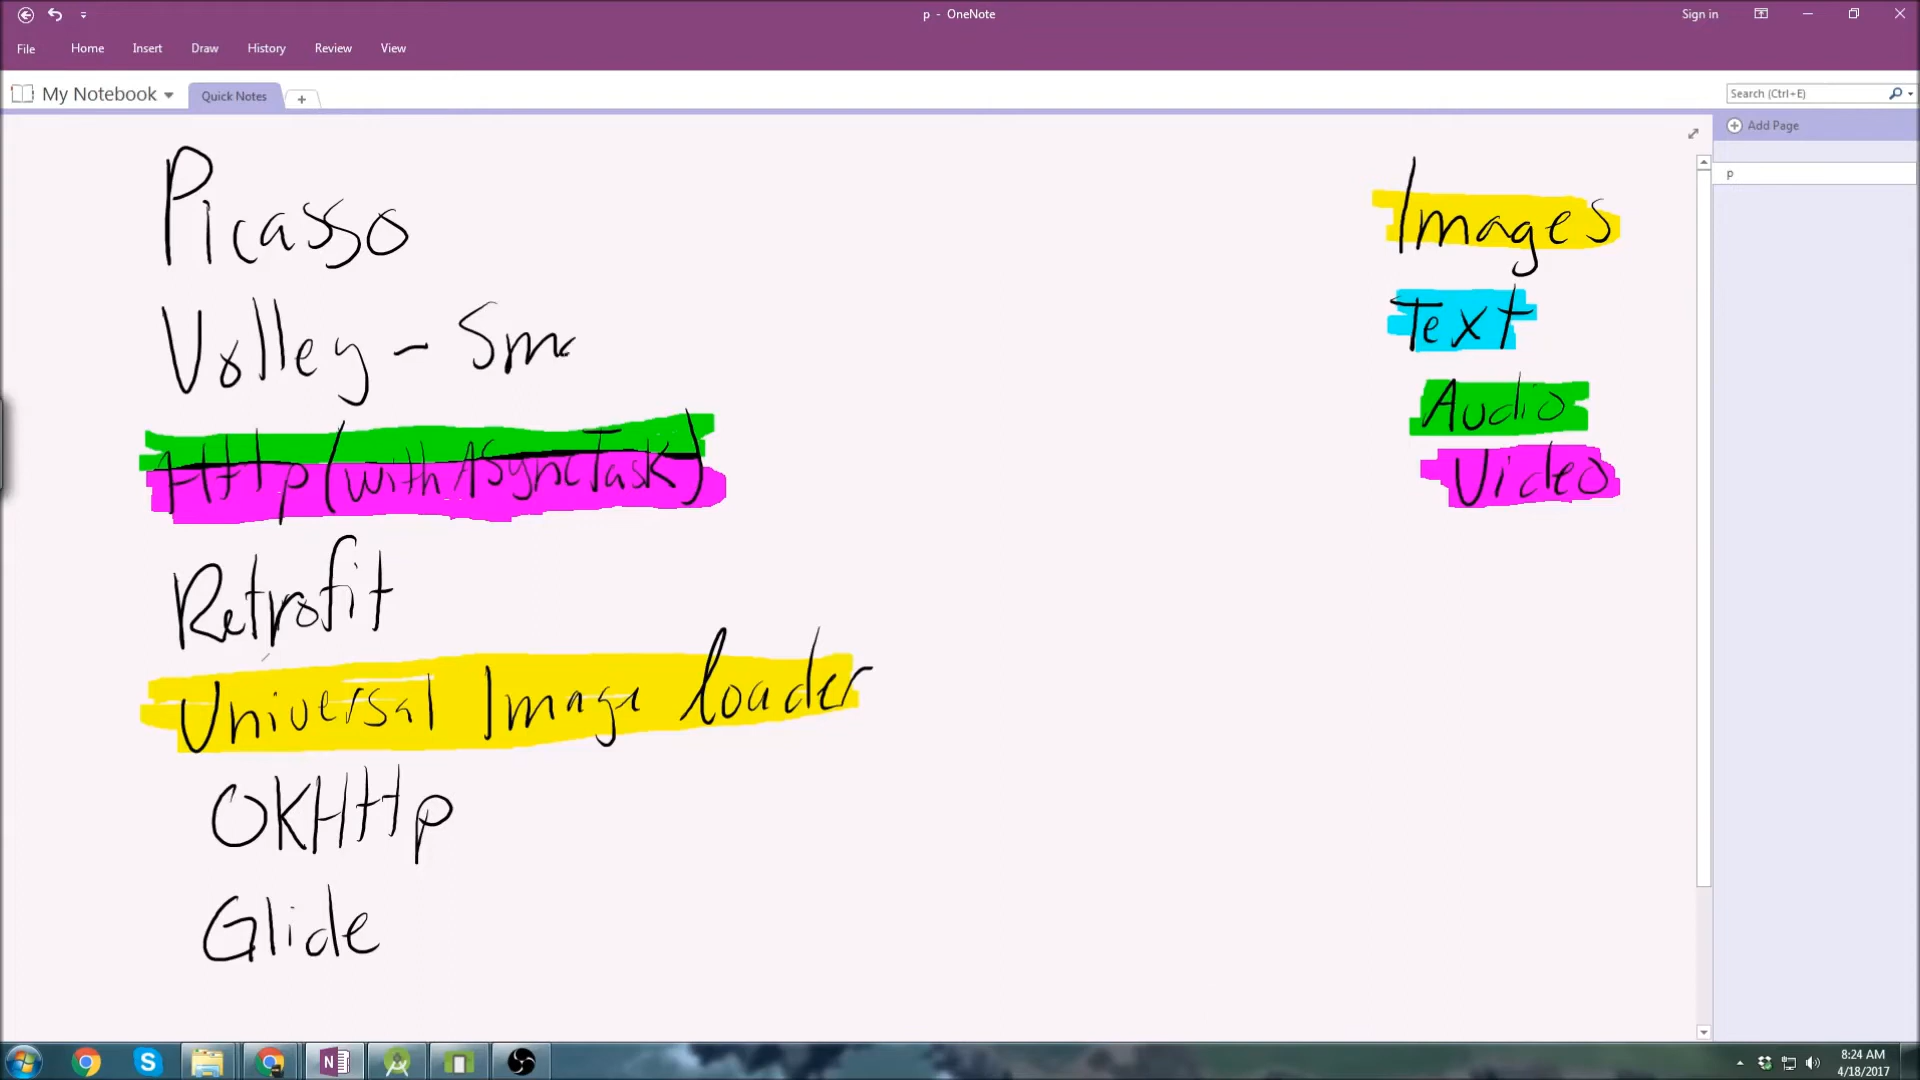 p - OneNote
Sign in
File Home Insert Draw History Review View
My Notebook
Quick Notes
Search (Ctrl+E)
Add Page
p
Picasso
Volley - Sma
Http (with AsyncTask)
Retrofit
Universal Image Loader
OKHttp
Glide
Images
Text
Audio
Video
8:24 AM
4/18/2017